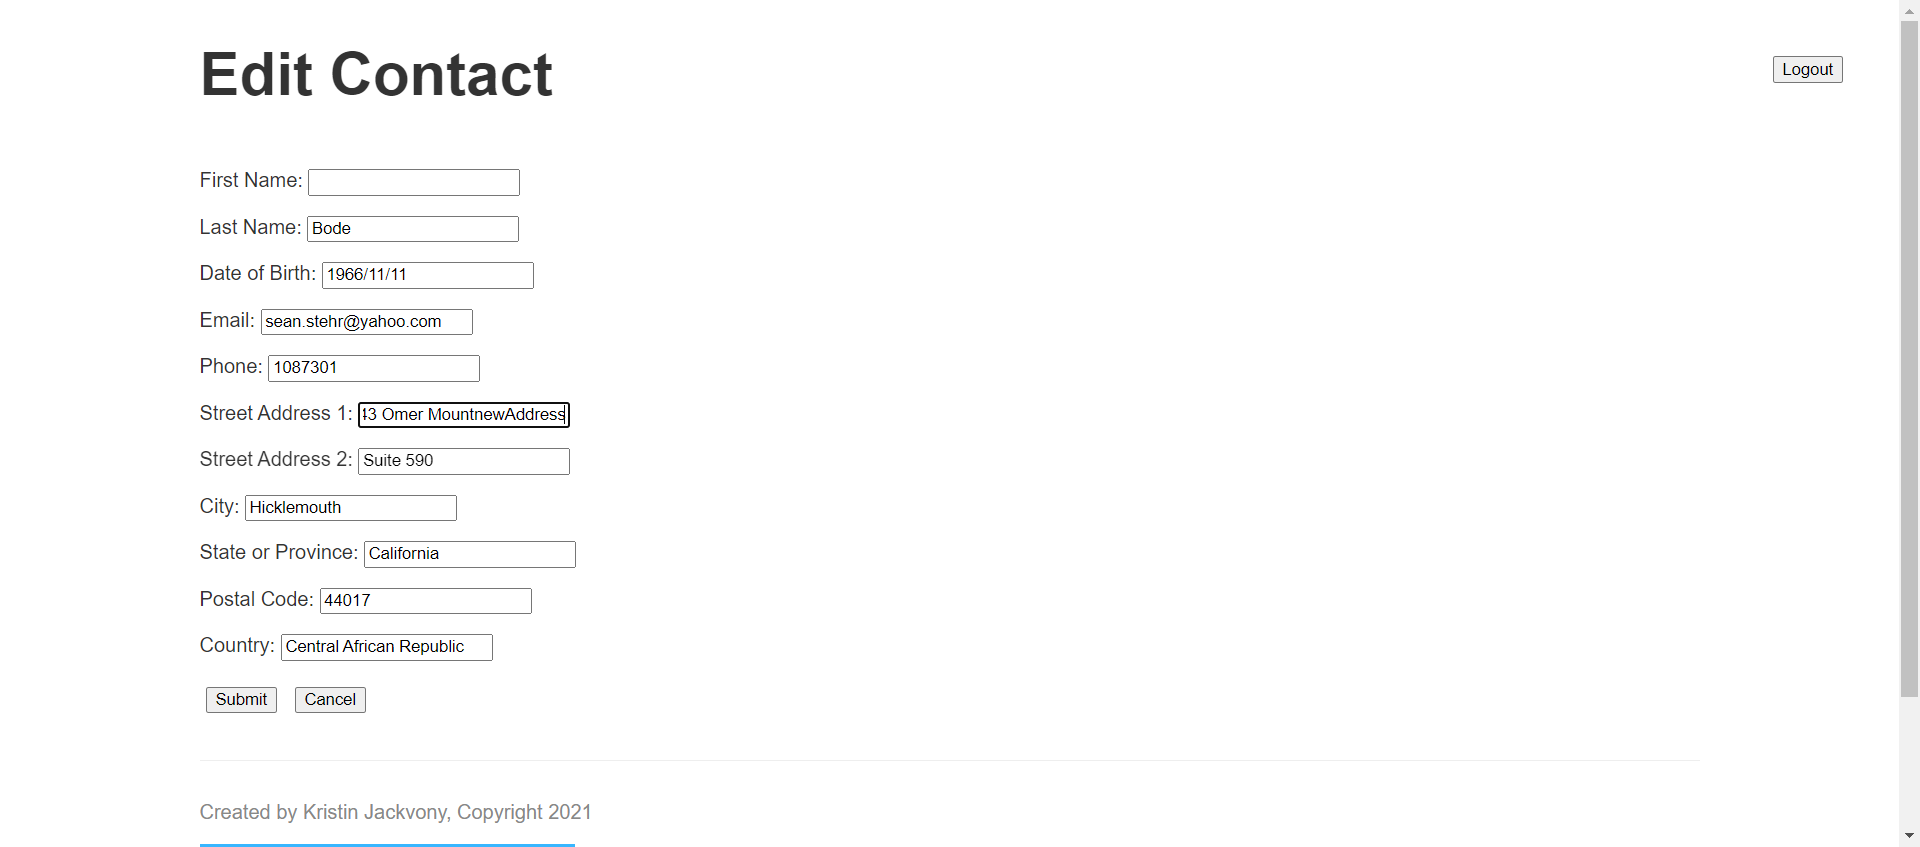 Edit Contact
Logout
First Name:
Last Name: Bode
Date of Birth: 1966/11/11
Email: sean.stehr@yahoo.com
Phone: 1087301
Street Address 1: 3 Omer MountnewAddress
Street Address 2: Suite 590
City: Hicklemouth
State or Province: California
Postal Code: 44017
Country: Central African Republic
Submit Cancel
Created by Kristin Jackvony, Copyright 2021